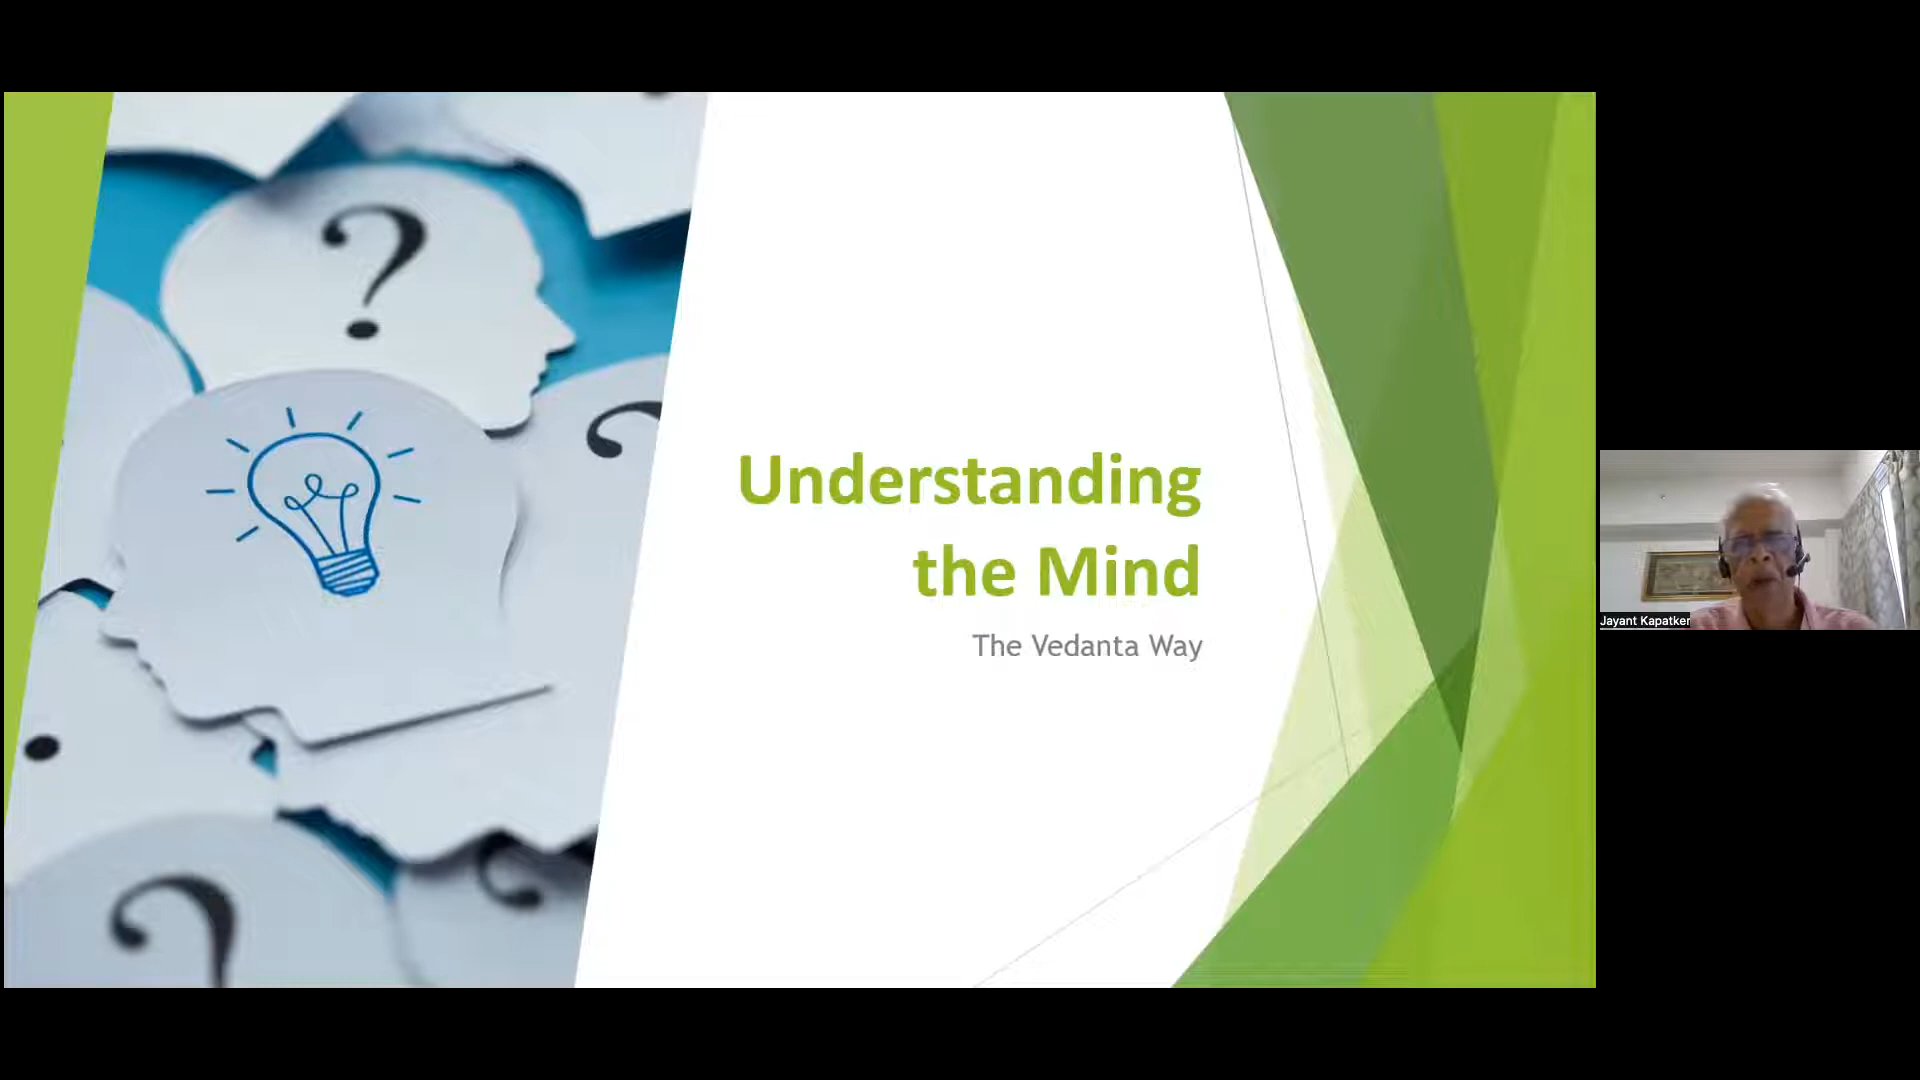 ?
?
Understanding
the Mind
The Vedanta Way
Jayant Kapatker
?
?